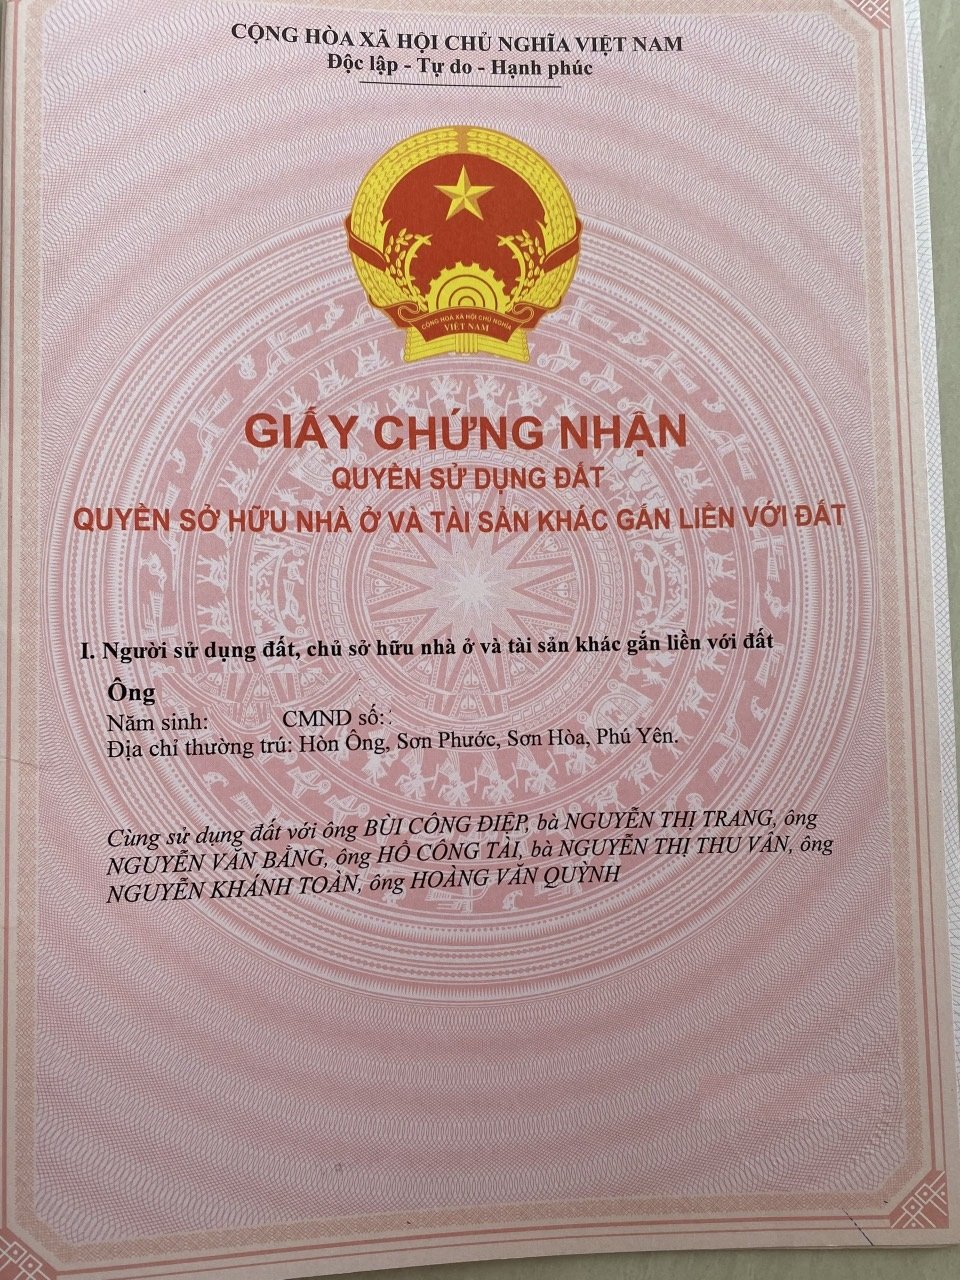 CỘNG HÒA XÃ HỘI CHỦ NGHĨA VIỆT NAM
Độc lập - Tự do - Hạnh phúc
CỘNG HÒA XÃ HỘI CHỦ NGHĨA
VIỆT NAM
GIẤY CHỨNG NHẬN
QUYỀN SỬ DỤNG ĐẤT
QUYỀN SỞ HỮU NHÀ Ở VÀ TÀI SẢN KHÁC GẮN LIỀN VỚI ĐẤT
I. Người sử dụng đất, chủ sở hữu nhà ở và tài sản khác gắn liền với đất
Ông
Năm sinh: CMND số:
Địa chỉ thường trú: Hòn Ông, Sơn Phước, Sơn Hòa, Phú Yên.
Cùng sử dụng đất với ông BÙI CÔNG ĐIỆP, bà NGUYỄN THỊ TRANG, ông
NGUYỄN VĂN BẰNG, ông HỒ CÔNG TÀI, bà NGUYỄN THỊ THU VÂN, ông
NGUYỄN KHÁNH TOÀN, ông HOÀNG VĂN QUỲNH